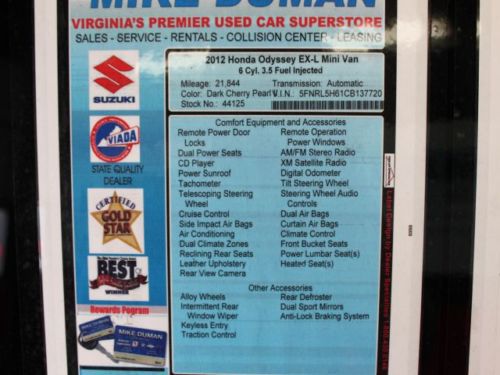 MIKE DUMAN
VIRGINIA'S PREMIER USED CAR SUPERSTORE
SALES - SERVICE - RENTALS - COLLISION CENTER - LEASING
2012 Honda Odyssey EX-L Mini Van
6 Cyl. 3.5 Fuel Injected
Mileage: 21,844 Transmission: Automatic
Color: Dark Cherry Pearl V.I.N.: 5FNRL5H61CB137720
Stock No.: 44125
SUZUKI
VIADA
STATE QUALITY
DEALER
CERTIFIED
GOLD
STAR
BEST
WINNER
Rewards Pogram
MIKE DUMAN
Comfort Equipment and Accessories
Remote Power Door
Locks
Dual Power Seats
CD Player
Power Sunroof
Tachometer
Telescoping Steering
Wheel
Cruise Control
Side Impact Air Bags
Air Conditioning
Dual Climate Zones
Reclining Rear Seats
Leather Upholstery
Rear View Camera
Remote Operation
Power Windows
AM/FM Stereo Radio
XM Satellite Radio
Digital Odometer
Tilt Steering Wheel
Steering Wheel Audio
Controls
Dual Air Bags
Curtain Air Bags
Climate Control
Front Bucket Seats
Power Lumbar Seat(s)
Heated Seat(s)
Other Accessories
Alloy Wheels
Intermittent Rear
Window Wiper
Keyless Entry
Traction Control
Rear Defroster
Dual Sport Mirrors
Anti-Lock Braking System
Label Design by Dealer Specialties